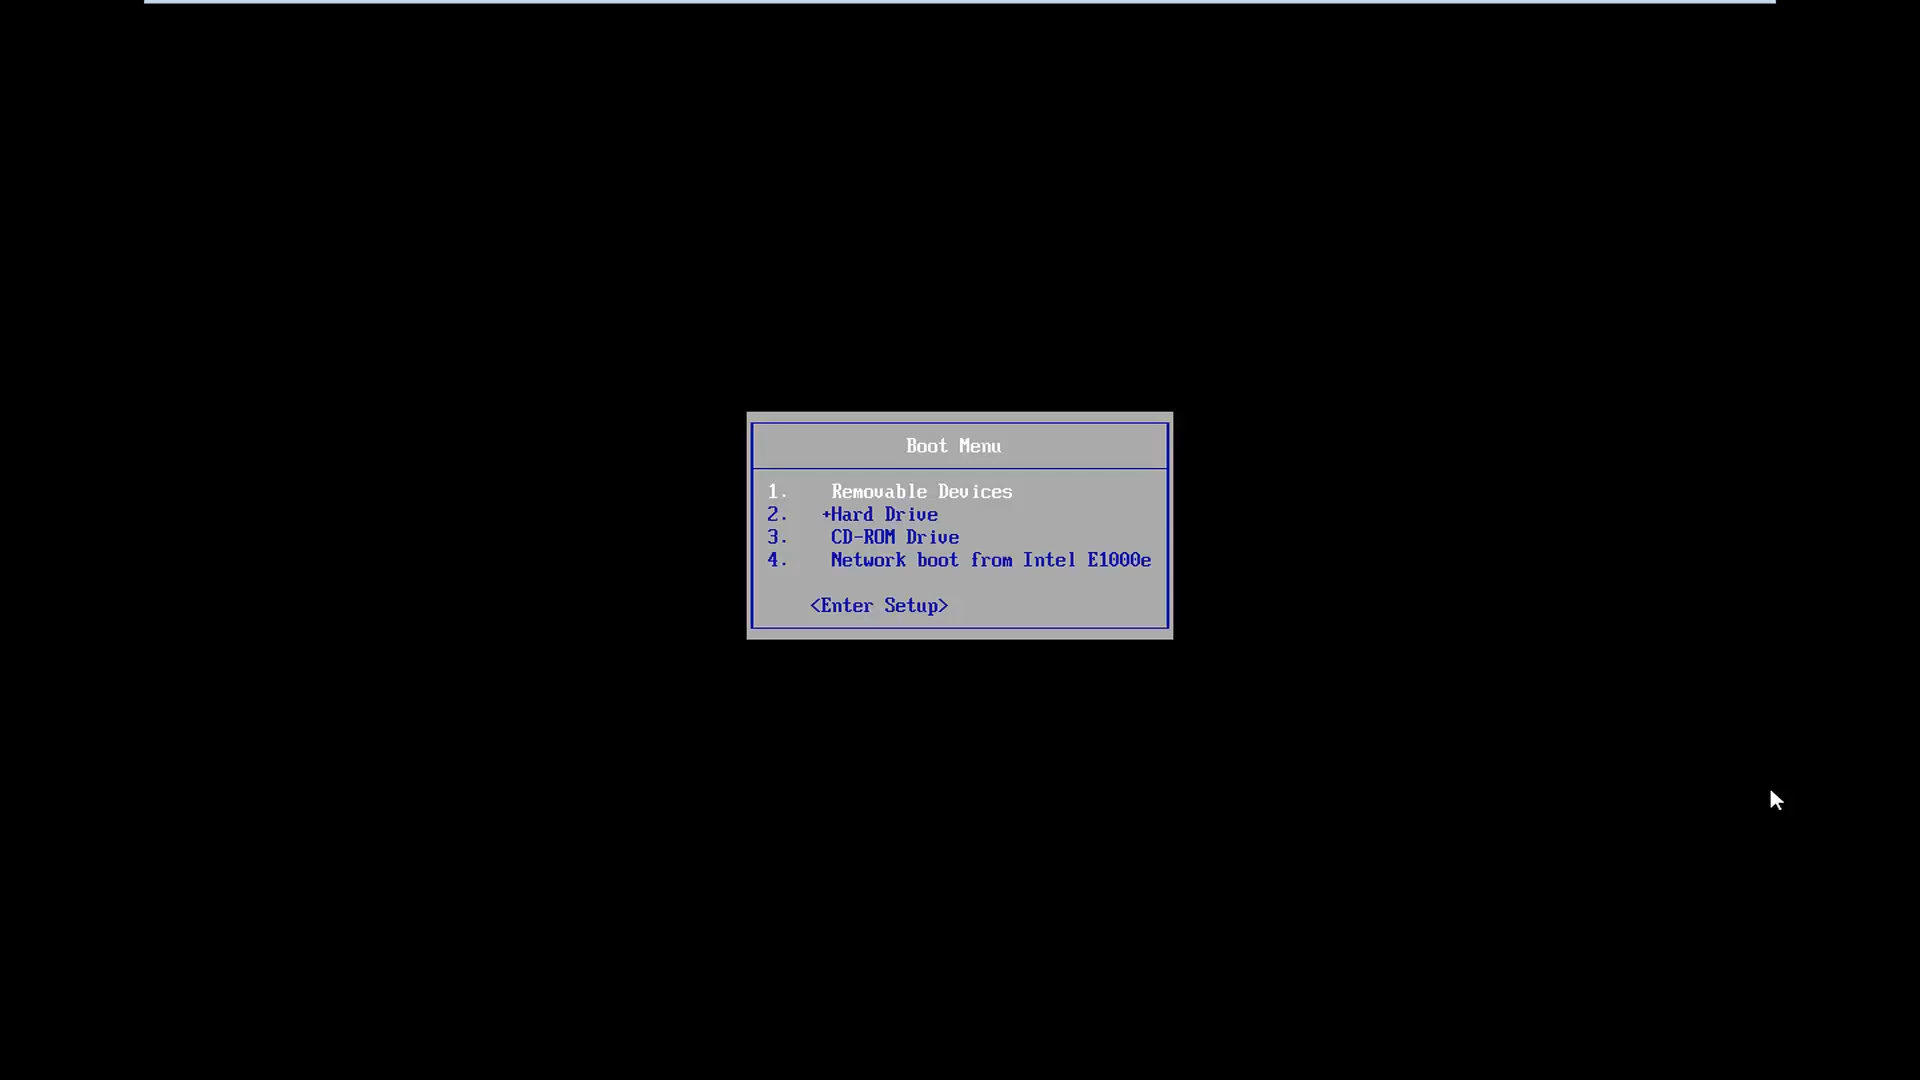 Boot Menu
1. Removable Devices
2. +Hard Drive
3. CD-ROM Drive
4. Network boot from Intel E1000e
<Enter Setup>